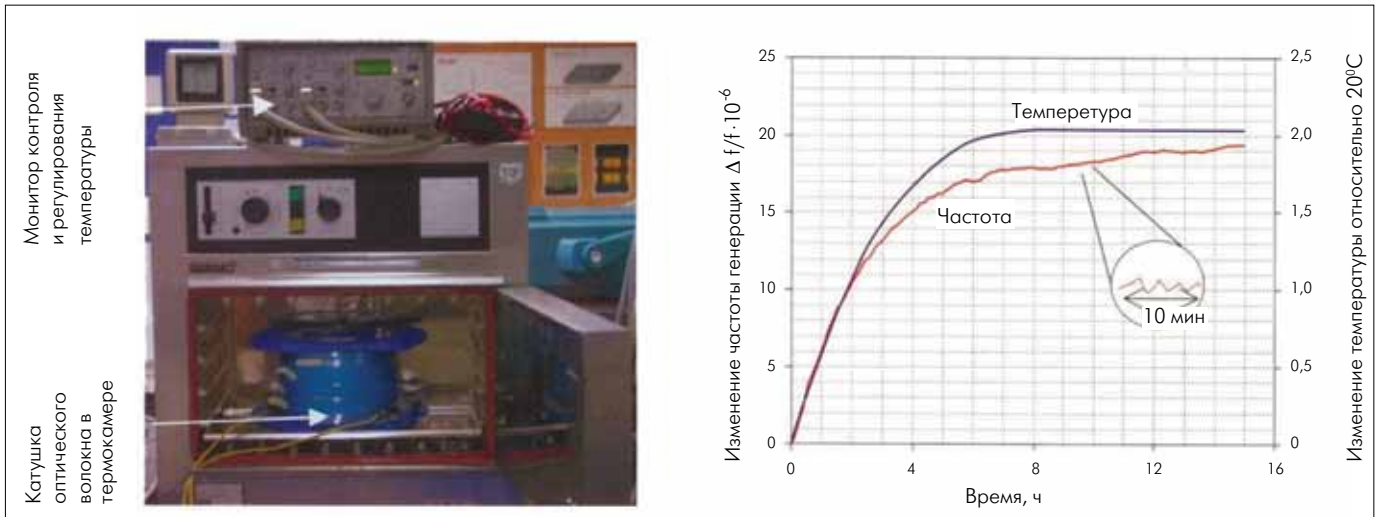 Монитор контроля
и регулирования
температуры
Катушка
оптического
волокна в
термокамере
Изменение частоты генерации Δ f/f·10⁻⁶
25
20
15
10
5
0
Темперетура
Частота
10 мин
2,5
2,0
1,5
1,0
0,5
0
Изменение температуры относительно 20⁰С
0
4
8
12
16
Время, ч